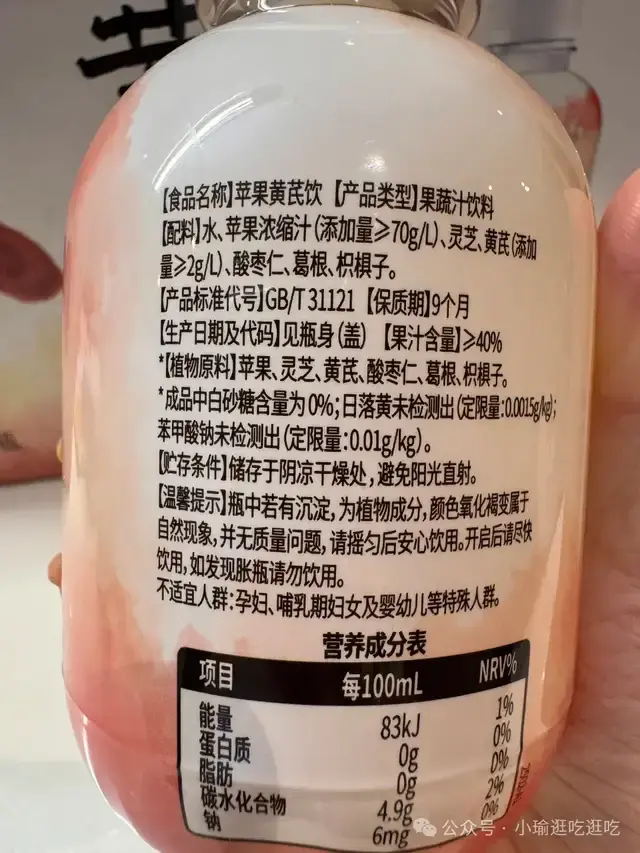 【食品名称】苹果黄芪饮 【产品类型】果蔬汁饮料
【配料】水、苹果浓缩汁(添加量≥70g/L)、灵芝、黄芪(添加
量≥2g/L)、酸枣仁、葛根、枳椇子。
【产品标准代号】GB/T 31121 【保质期】9个月
【生产日期及代码】见瓶身(盖) 【果汁含量】≥40%
*【植物原料】苹果、灵芝、黄芪、酸枣仁、葛根、枳椇子。
*成品中白砂糖含量为0%;日落黄未检测出(定限量:0.0015g/kg);
苯甲酸钠未检测出(定限量:0.01g/kg)。
【贮存条件】储存于阴凉干燥处,避免阳光直射。
【温馨提示】瓶中若有沉淀,为植物成分,颜色氧化褐变属于
自然现象,并无质量问题,请摇匀后安心饮用。开启后请尽快
饮用,如发现胀瓶请勿饮用。
不适宜人群:孕妇、哺乳期妇女及婴幼儿等特殊人群。
营养成分表
项目 每100mL NRV%
能量 83kJ 1%
蛋白质 0g 0%
脂肪 0g 0%
碳水化合物 4.9g 2%
钠 6mg 0%
公众号·小瑜逛吃逛吃